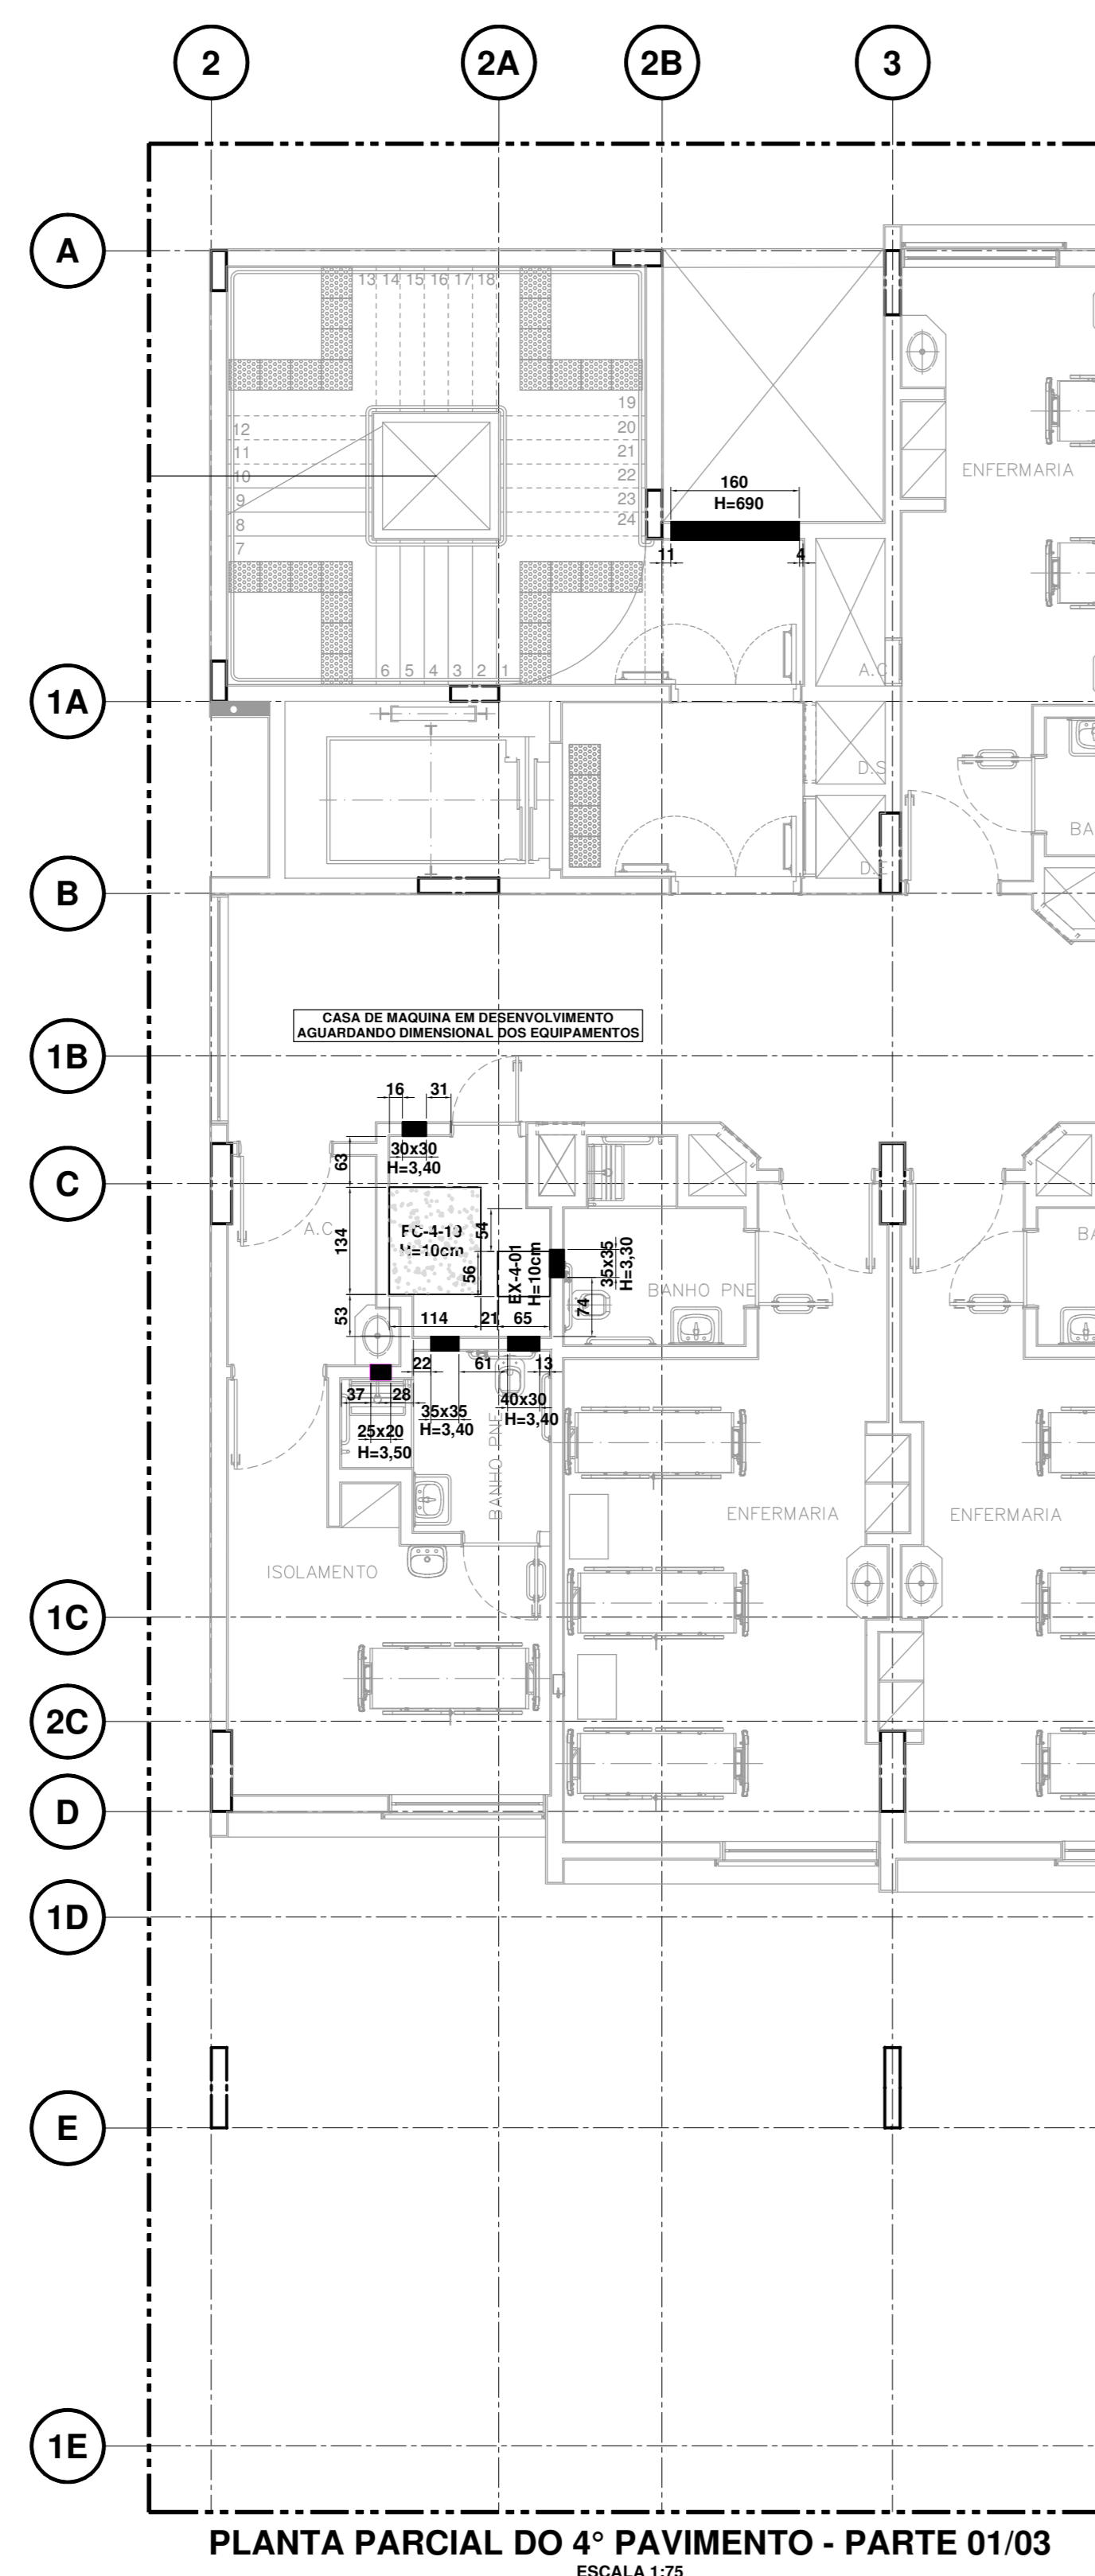 2 2A 2B 3
A
13 14 15 16 17 18
19
12 20
11 21
10 22
9 23
8 24
7
160
H=690
11 4
ENFERMARIA
6 5 4 3 2 1
A.C
1A
D.S
BA
D.E
B
CASA DE MAQUINA EM DESENVOLVIMENTO
AGUARDANDO DIMENSIONAL DOS EQUIPAMENTOS
1B
16 31
30x30
H=3,40
63
C
A.C
134
FC-4-19
H=10cm
54
56
EX-4-01
H=10cm
35x35
H=3,30
74
BANHO PNE
BA
53
114 21 65
22 61 13
37 28
35x35
H=3,40
40x30
H=3,40
25x20
H=3,50
BANHO PNE
ENFERMARIA
ENFERMARIA
ISOLAMENTO
1C
2C
D
1D
E
1E
PLANTA PARCIAL DO 4° PAVIMENTO - PARTE 01/03
ESCALA 1:75